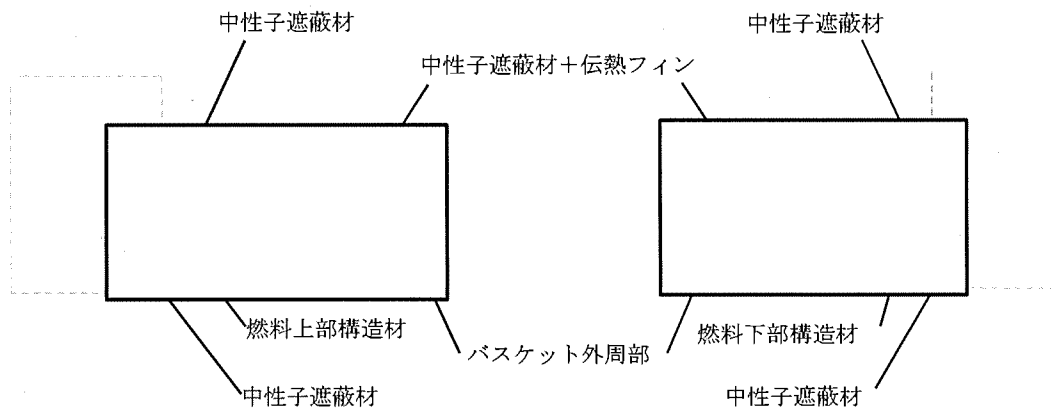 中性子遮蔽材
中性子遮蔽材
中性子遮蔽材＋伝熱フィン
燃料上部構造材
バスケット外周部
燃料下部構造材
中性子遮蔽材
中性子遮蔽材